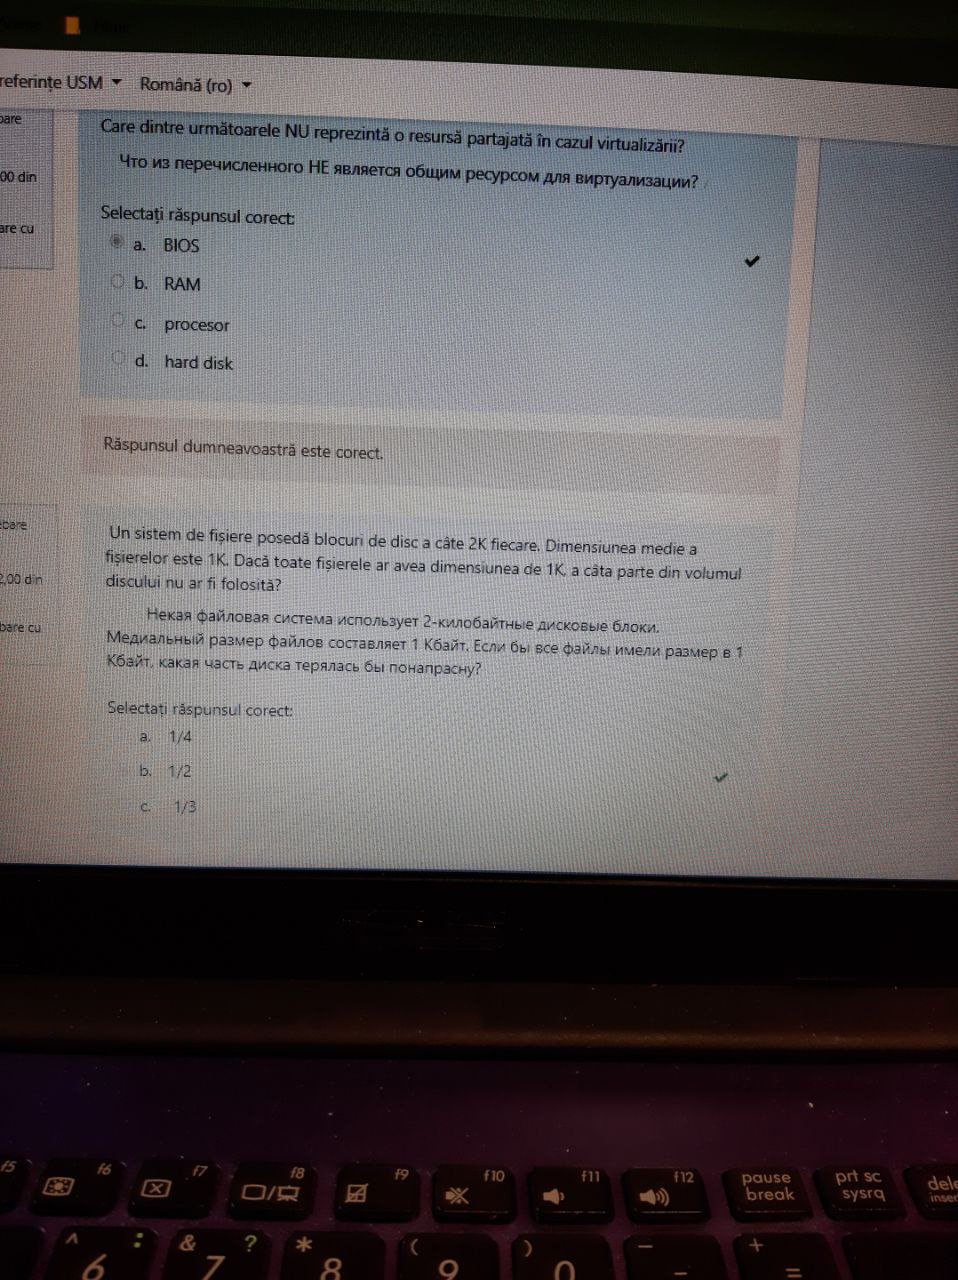 referințe USM Română (ro)
00 din
are cu
Care dintre următoarele NU reprezintă o resursă partajată în cazul virtualizării?
Что из перечисленного НЕ является общим ресурсом для виртуализации?
Selectați răspunsul corect:
a. BIOS
b. RAM
c. procesor
d. hard disk
Răspunsul dumneavoastră este corect.
2,00 din
bare cu
Un sistem de fișiere posedă blocuri de disc a câte 2K fiecare. Dimensiunea medie a
fișierelor este 1K. Dacă toate fișierele ar avea dimensiunea de 1K, a câta parte din volumul
discului nu ar fi folosită?
Некая файловая система использует 2-килобайтные дисковые блоки.
Медиальный размер файлов составляет 1 Кбайт. Если бы все файлы имели размер в 1
Кбайт, какая часть диска терялась бы понапрасну?
Selectați răspunsul corect:
a. 1/4
b. 1/2
c. 1/3
f5 f6 f7 f8 f9 f10 f11 f12 pause break prt sc sysrq dele inser
^ 6 : & 7 ? * 8 ( 9 ) 0 – - + =